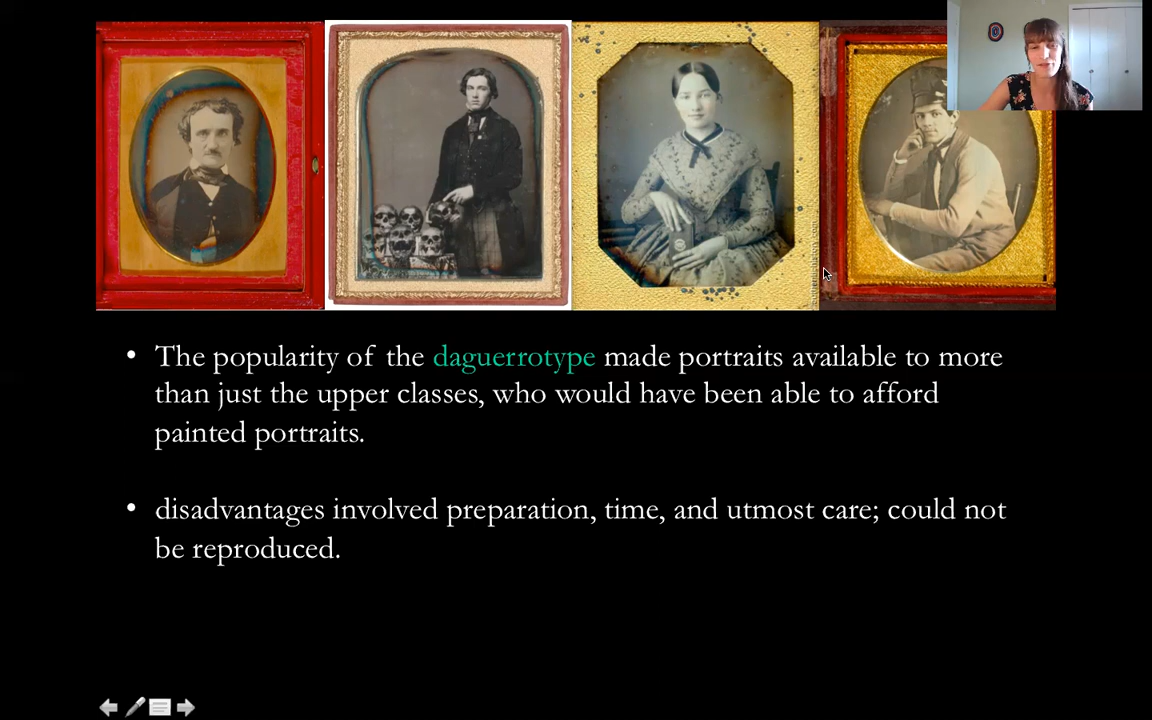 • The popularity of the daguerrotype made portraits available to more
than just the upper classes, who would have been able to afford
painted portraits.
• disadvantages involved preparation, time, and utmost care; could not
be reproduced.